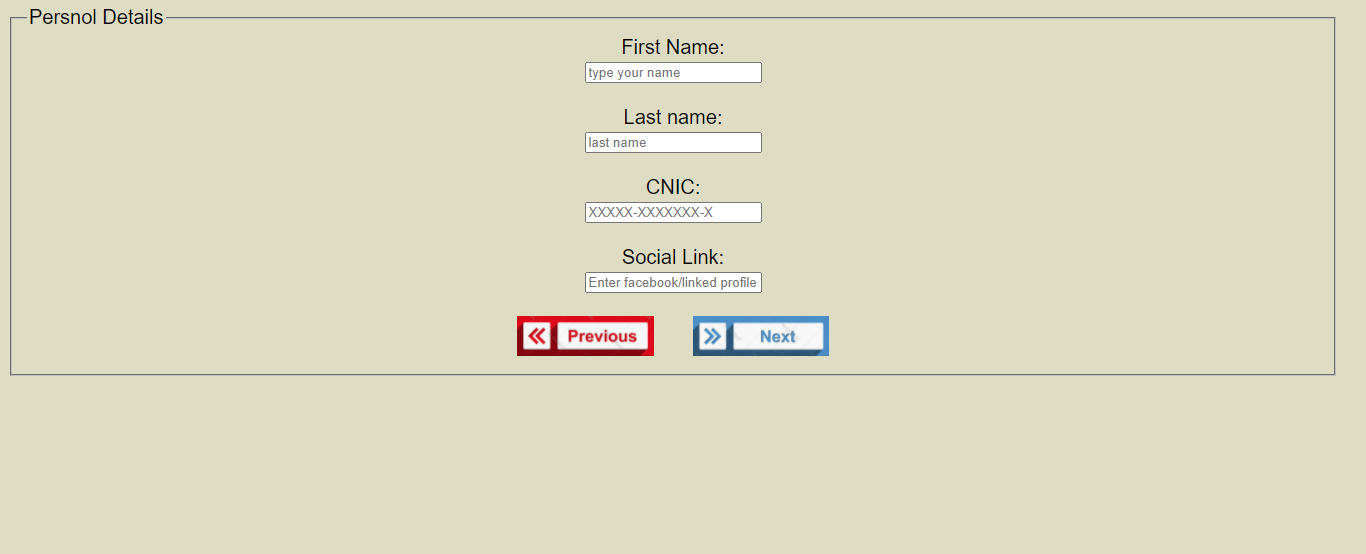 Persnol Details
First Name:
type your name
Last name:
last name
CNIC:
XXXXX-XXXXXXX-X
Social Link:
Enter facebook/linked profile
Previous Next